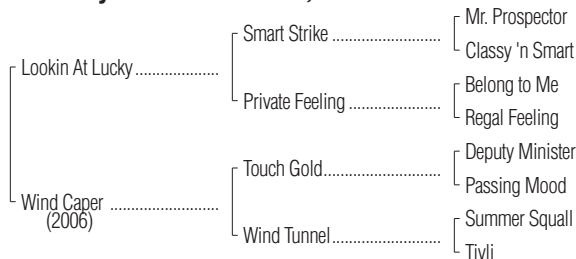 Mr. Prospector
Smart Strike ........................
Classy 'n Smart
Lookin At Lucky....................
Belong to Me
Private Feeling .....................
Regal Feeling
Deputy Minister
Touch Gold...........................
Passing Mood
Wind Caper .........................
(2006)
Summer Squall
Wind Tunnel.........................
Tivli